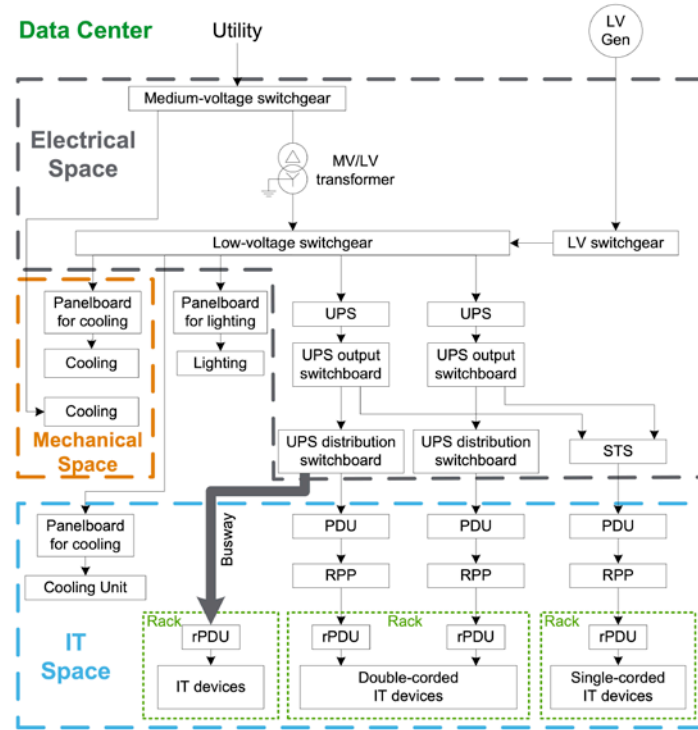 Data Center
Utility
LV
Gen
Medium-voltage switchgear
Electrical
Space
MV/LV
transformer
Low-voltage switchgear
LV switchgear
Panelboard
for cooling
Panelboard
for lighting
UPS
UPS
Cooling
Lighting
UPS output
switchboard
UPS output
switchboard
Cooling
Mechanical
Space
UPS distribution
switchboard
UPS distribution
switchboard
STS
Panelboard
for cooling
Busway
PDU
PDU
PDU
Cooling Unit
RPP
RPP
RPP
IT
Space
Rack
rPDU
rPDU
Rack
rPDU
Rack
rPDU
IT devices
Double-corded
IT devices
Single-corded
IT devices